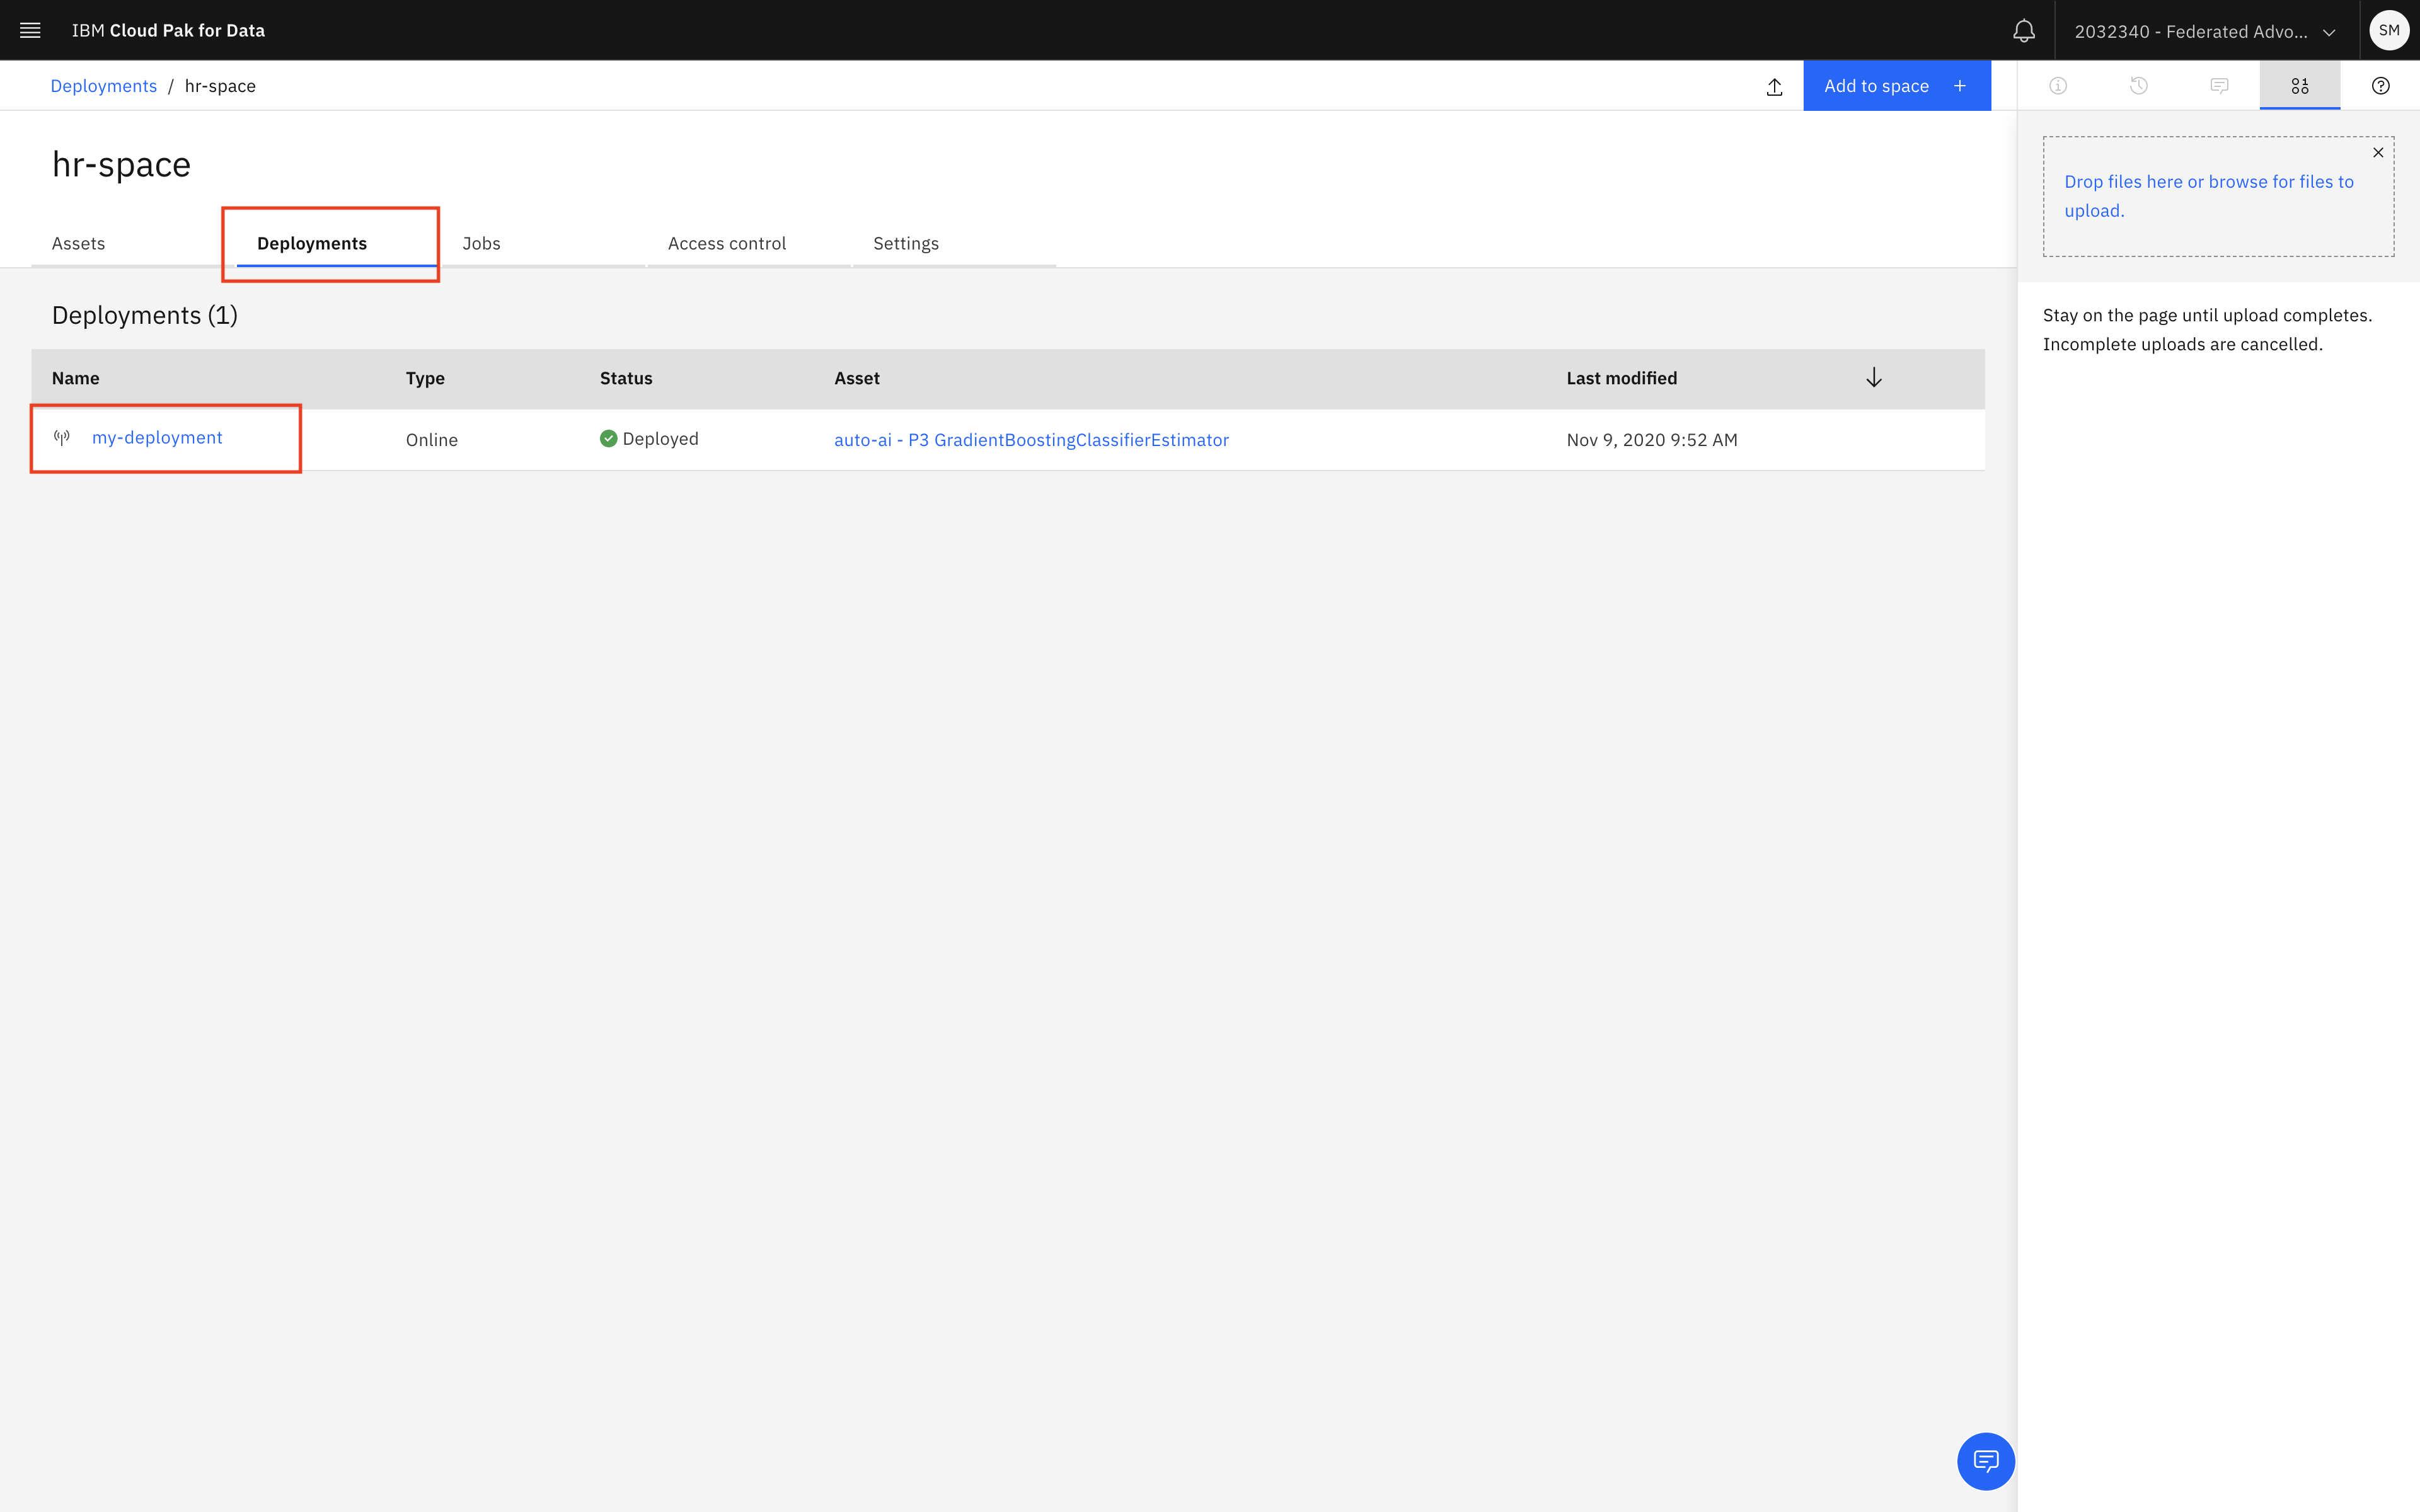 IBM Cloud Pak for Data
2032340 - Federated Advo...
SM
Deployments / hr-space
Add to space +
hr-space
Assets
Deployments
Jobs
Access control
Settings
Deployments (1)
Name
Type
Status
Asset
Last modified
my-deployment
Online
Deployed
auto-ai - P3 GradientBoostingClassifierEstimator
Nov 9, 2020 9:52 AM
Drop files here or browse for files to
upload.
Stay on the page until upload completes.
Incomplete uploads are cancelled.